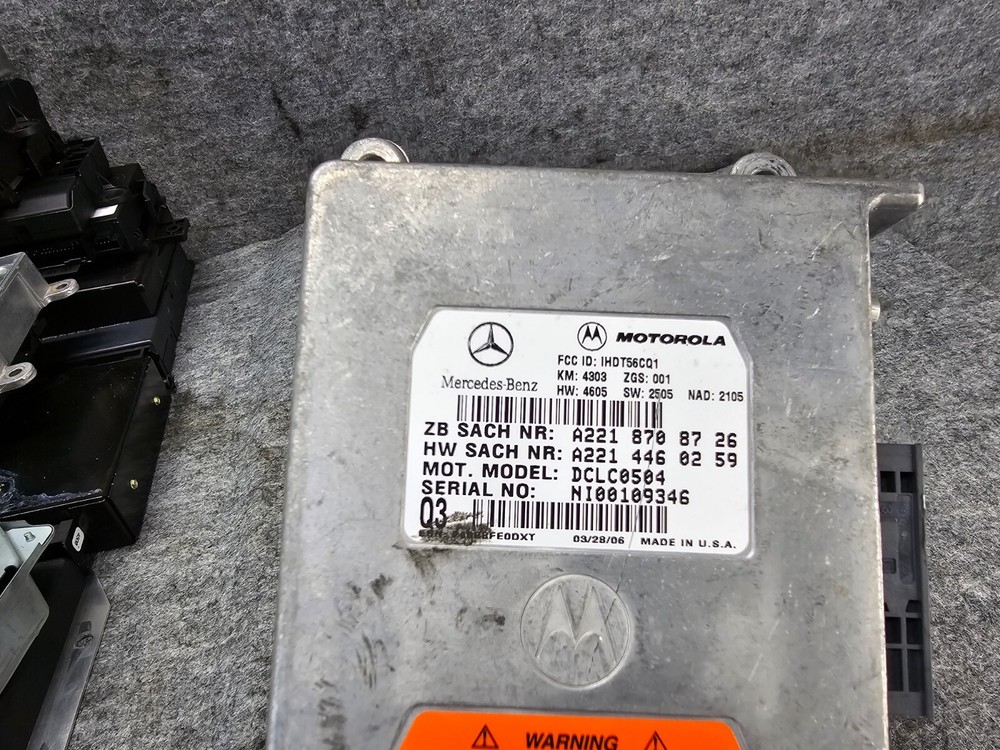 Mercedes-Benz
MOTOROLA
FCC ID: IHDT56CQ1
KM: 4303 ZGS: 001
HW: 4605 SW: 2505 NAD: 2105
ZB SACH NR: A221 870 87 26
HW SACH NR: A221 446 02 59
MOT. MODEL: DCLC0504
SERIAL NO: NI00109346
Q3
03/28/06 MADE IN U.S.A.
WARNING